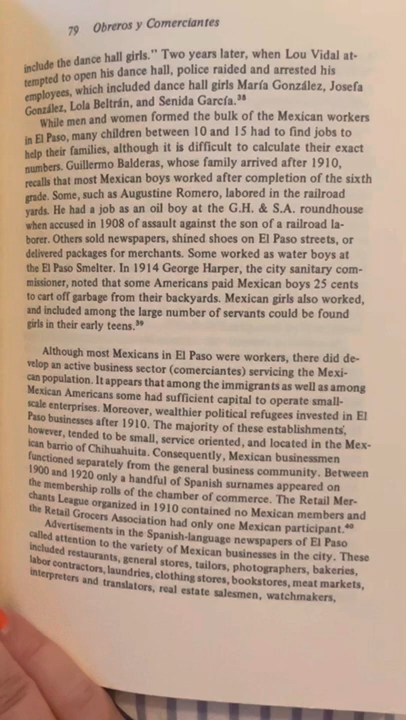 79 Obreros y Comerciantes
include the dance hall girls." Two years later, when Lou Vidal at-
tempted to open his dance hall, police raided and arrested his
employees, which included dance hall girls María González, Josefa
González, Lola Beltrán, and Senida García.³⁸
While men and women formed the bulk of the Mexican workers
in El Paso, many children between 10 and 15 had to find jobs to
help their families, although it is difficult to calculate their exact
numbers. Guillermo Balderas, whose family arrived after 1910,
recalls that most Mexican boys worked after completion of the sixth
grade. Some, such as Augustine Romero, labored in the railroad
yards. He had a job as an oil boy at the G.H. & S.A. roundhouse
when accused in 1908 of assault against the son of a railroad la-
borer. Others sold newspapers, shined shoes on El Paso streets, or
delivered packages for merchants. Some worked as water boys at
the El Paso Smelter. In 1914 George Harper, the city sanitary com-
missioner, noted that some Americans paid Mexican boys 25 cents
to cart off garbage from their backyards. Mexican girls also worked,
and included among the large number of servants could be found
girls in their early teens.³⁹
Although most Mexicans in El Paso were workers, there did de-
velop an active business sector (comerciantes) servicing the Mexi-
can population. It appears that among the immigrants as well as among
Mexican Americans some had sufficient capital to operate small-
scale enterprises. Moreover, wealthier political refugees invested in El
Paso businesses after 1910. The majority of these establishments,
however, tended to be small, service oriented, and located in the Mex-
ican barrio of Chihuahuita. Consequently, Mexican businessmen
functioned separately from the general business community. Between
1900 and 1920 only a handful of Spanish surnames appeared on
the membership rolls of the chamber of commerce. The Retail Mer-
chants League organized in 1910 contained no Mexican members and
the Retail Grocers Association had only one Mexican participant.⁴⁰
Advertisements in the Spanish-language newspapers of El Paso
called attention to the variety of Mexican businesses in the city. These
included restaurants, general stores, tailors, photographers, bakeries,
labor contractors, laundries, clothing stores, bookstores, meat markets,
interpreters and translators, real estate salesmen, watchmakers,